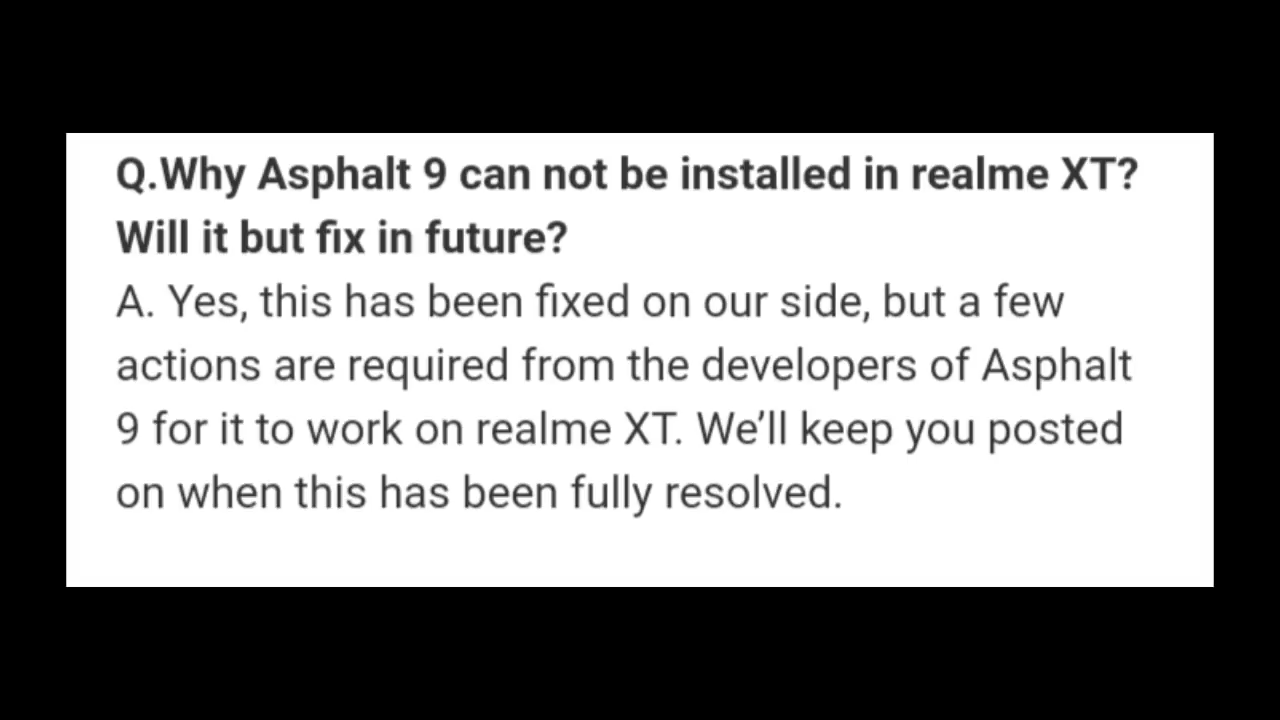 Q.Why Asphalt 9 can not be installed in realme XT?
Will it but fix in future?
A. Yes, this has been fixed on our side, but a few
actions are required from the developers of Asphalt
9 for it to work on realme XT. We’ll keep you posted
on when this has been fully resolved.